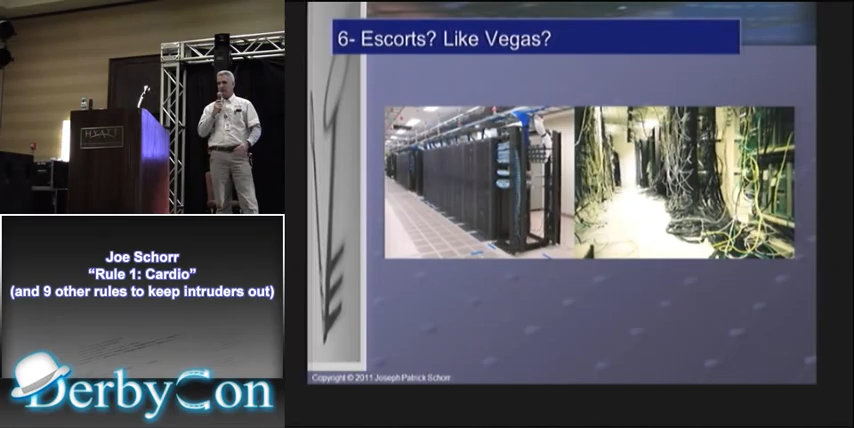 6- Escorts? Like Vegas?
HYATT
Joe Schorr
“Rule 1: Cardio”
(and 9 other rules to keep intruders out)
DerbyCon
Copyright © 2011 Joseph Patrick Schorr